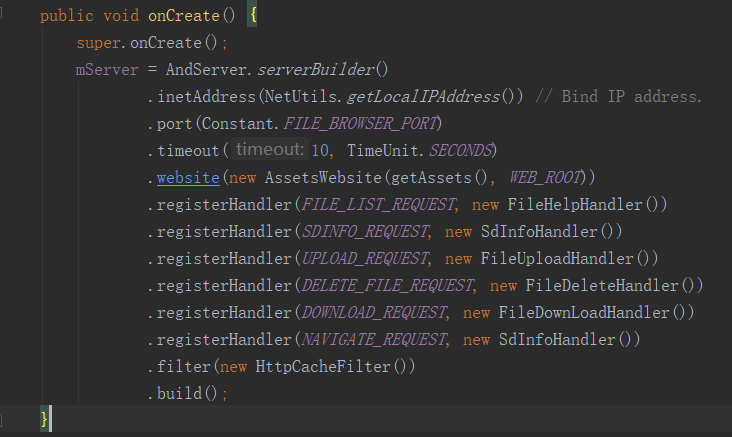 public void onCreate() {
super.onCreate();
mServer = AndServer.serverBuilder()
.inetAddress(NetUtils.getLocalIPAddress()) // Bind IP address.
.port(Constant.FILE_BROWSER_PORT)
.timeout( timeout: 10, TimeUnit.SECONDS)
.website(new AssetsWebsite(getAssets(), WEB_ROOT))
.registerHandler(FILE_LIST_REQUEST, new FileHelpHandler())
.registerHandler(SDINFO_REQUEST, new SdInfoHandler())
.registerHandler(UPLOAD_REQUEST, new FileUploadHandler())
.registerHandler(DELETE_FILE_REQUEST, new FileDeleteHandler())
.registerHandler(DOWNLOAD_REQUEST, new FileDownLoadHandler())
.registerHandler(NAVIGATE_REQUEST, new SdInfoHandler())
.filter(new HttpCacheFilter())
.build();
}